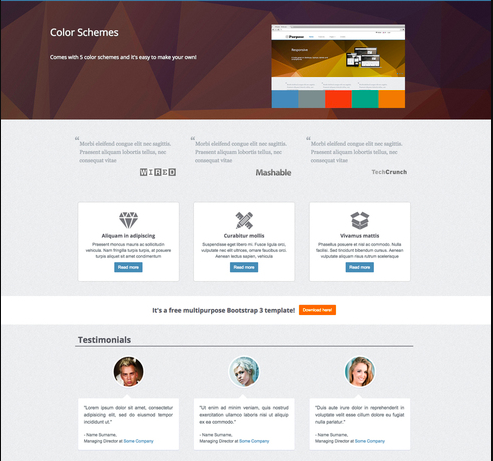 Color Schemes
Comes with 5 color schemes and it's easy to make your own!
Purpose
Responsive
“ Morbi eleifend congue elit nec sagittis.
Praesent aliquam lobortis tellus, nec
consequat vitae
WIRED
“ Morbi eleifend congue elit nec sagittis.
Praesent aliquam lobortis tellus, nec
consequat vitae
Mashable
“ Morbi eleifend congue elit nec sagittis.
Praesent aliquam lobortis tellus, nec
consequat vitae
TechCrunch
Aliquam in adipiscing
Praesent rhoncus mauris ac sollicitudin
vehicula. Nam fringilla turpis turpis, at posuere
turpis aliquet sit amet condimentum
Read more
Curabitur mollis
Suspendisse eget libero mi. Fusce ligula orci,
vulputate nec elit ultrices, ornare faucibus orci.
Aenean lectus sapien, vehicula
Read more
Vivamus mattis
Phasellus posuere et nisl ac commodo. Nulla
facilisi. Sed tincidunt bibendum cursus. Aenean
vulputate aliquam risus rutrum scelerisque
Read more
It's a free multipurpose Bootstrap 3 template!
Download here!
Testimonials
"Lorem ipsum dolor sit amet, consectetur
adipisicing elit, sed do eiusmod tempor
incididunt ut."
- Name Surname,
Managing Director at Some Company
"Ut enim ad minim veniam, quis nostrud
exercitation ullamco laboris nisi ut aliquip
ex ea commodo."
- Name Surname,
Managing Director at Some Company
"Duis aute irure dolor in reprehenderit in
voluptate velit esse cillum dolore eu fugiat
nulla pariatur."
- Name Surname,
Managing Director at Some Company